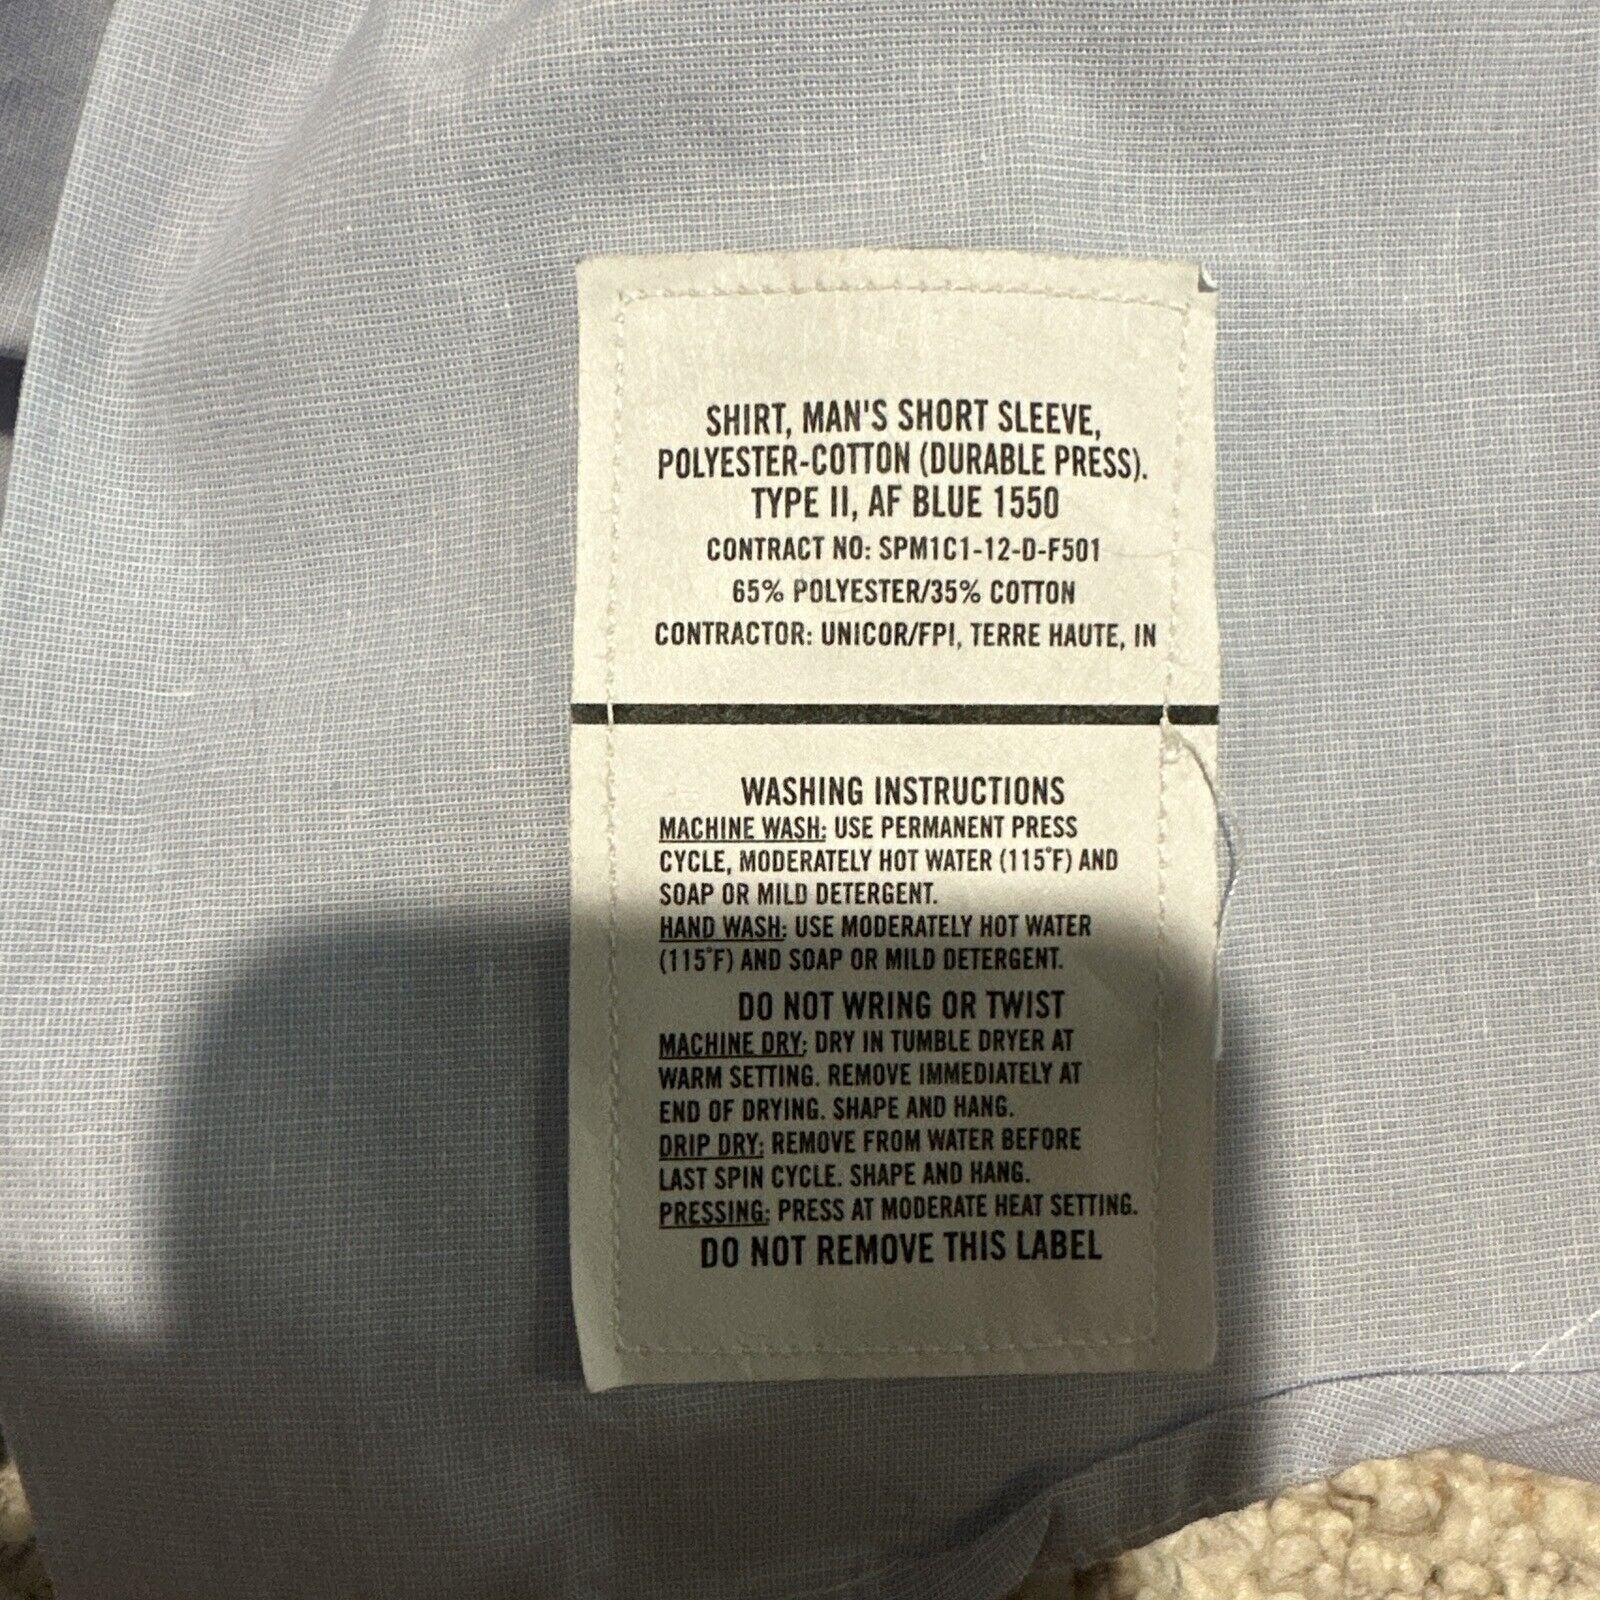 SHIRT, MAN'S SHORT SLEEVE,
POLYESTER-COTTON (DURABLE PRESS).
TYPE II, AF BLUE 1550
CONTRACT NO: SPM1C1-12-D-F501
65% POLYESTER/35% COTTON
CONTRACTOR: UNICOR/FPI, TERRE HAUTE, IN
WASHING INSTRUCTIONS
MACHINE WASH: USE PERMANENT PRESS
CYCLE, MODERATELY HOT WATER (115°F) AND
SOAP OR MILD DETERGENT.
HAND WASH: USE MODERATELY HOT WATER
(115°F) AND SOAP OR MILD DETERGENT.
DO NOT WRING OR TWIST
MACHINE DRY: DRY IN TUMBLE DRYER AT
WARM SETTING. REMOVE IMMEDIATELY AT
END OF DRYING. SHAPE AND HANG.
DRIP DRY: REMOVE FROM WATER BEFORE
LAST SPIN CYCLE. SHAPE AND HANG.
PRESSING: PRESS AT MODERATE HEAT SETTING.
DO NOT REMOVE THIS LABEL